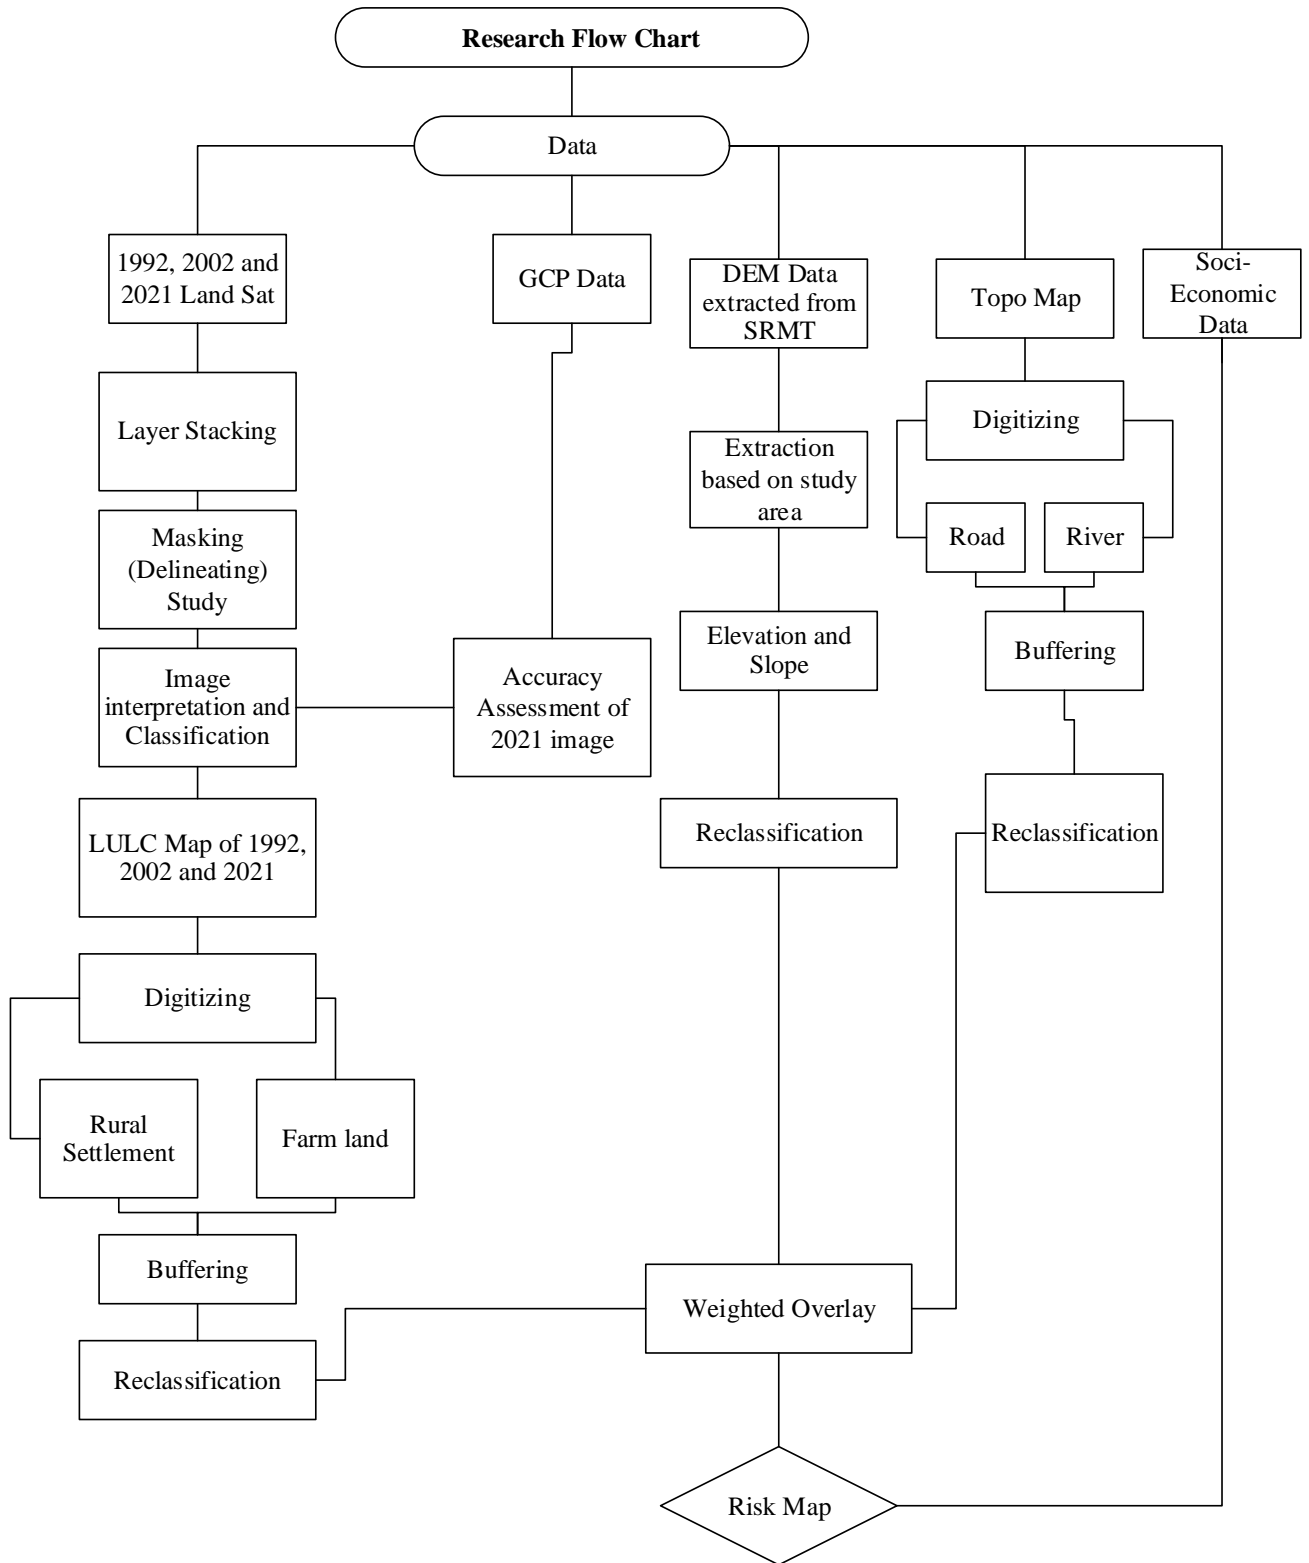 Research Flow Chart
Data
1992, 2002 and
2021 Land Sat
GCP Data
DEM Data
extracted from
SRMT
Topo Map
Soci-
Economic
Data
Layer Stacking
Digitizing
Extraction
based on study
area
Road
River
Masking
(Delineating)
Study
Elevation and
Slope
Buffering
Image
interpretation and
Classification
Accuracy
Assessment of
2021 image
LULC Map of 1992,
2002 and 2021
Reclassification
Reclassification
Digitizing
Rural
Settlement
Farm land
Buffering
Weighted Overlay
Reclassification
Risk Map